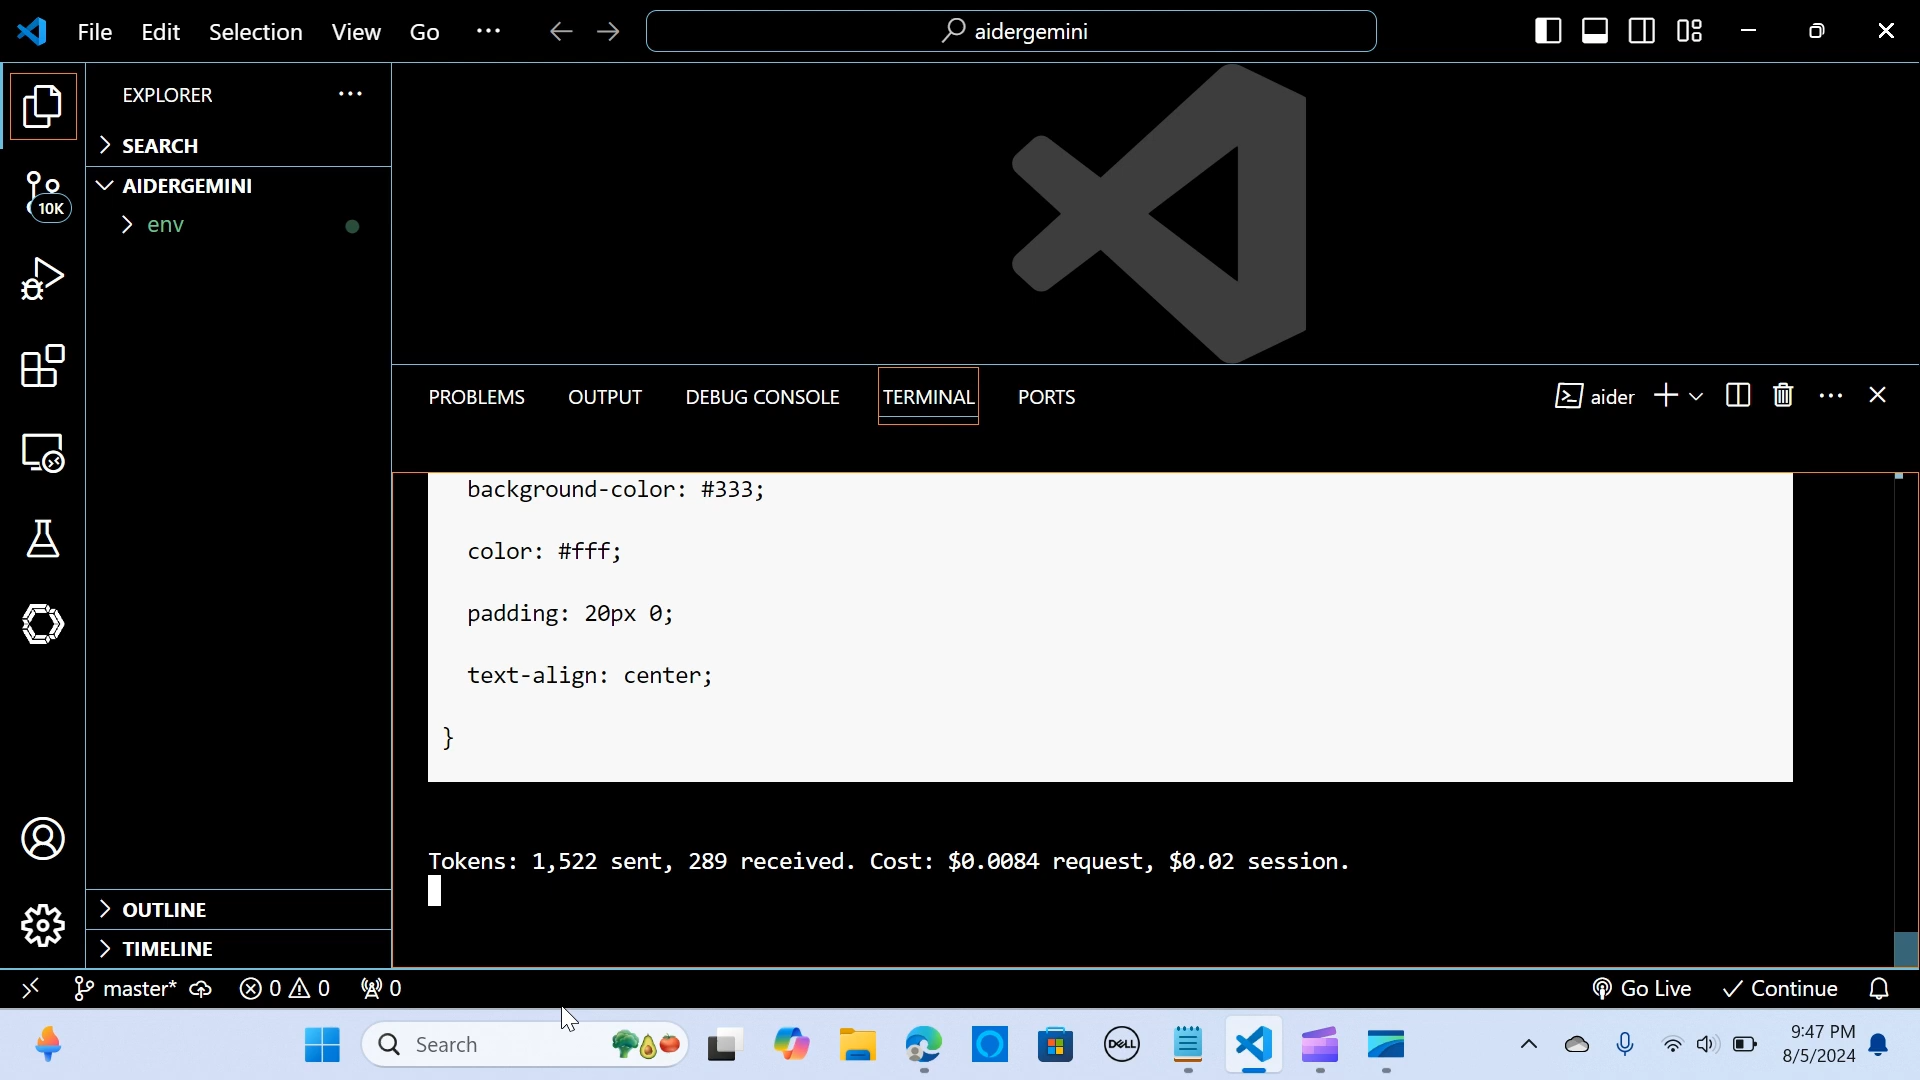 File Edit Selection View Go ···
aidergemini
EXPLORER
SEARCH
AIDERGEMINI
env
10K
PROBLEMS OUTPUT DEBUG CONSOLE TERMINAL PORTS
aider
background-color: #333;
color: #fff;
padding: 20px 0;
text-align: center;
}
Tokens: 1,522 sent, 289 received. Cost: $0.0084 request, $0.02 session.
OUTLINE
TIMELINE
master* 0 0 0
Go Live Continue
Search
DELL
9:47 PM
8/5/2024